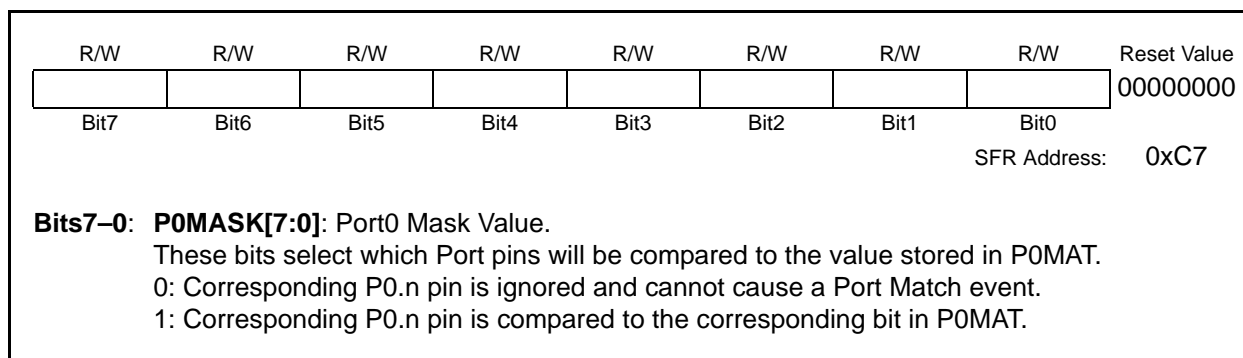 R/W R/W R/W R/W R/W R/W R/W R/W Reset Value
00000000
Bit7 Bit6 Bit5 Bit4 Bit3 Bit2 Bit1 Bit0
SFR Address: 0xC7
Bits7–0: P0MASK[7:0]: Port0 Mask Value.
These bits select which Port pins will be compared to the value stored in P0MAT.
0: Corresponding P0.n pin is ignored and cannot cause a Port Match event.
1: Corresponding P0.n pin is compared to the corresponding bit in P0MAT.